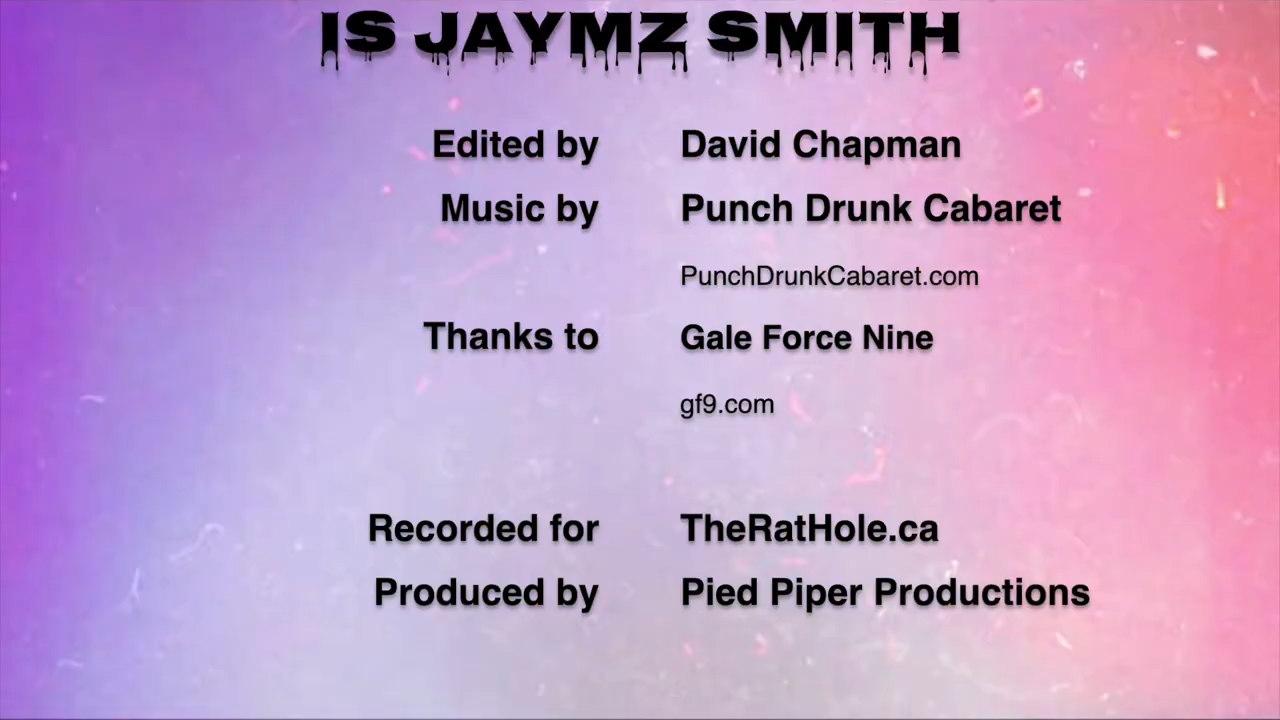 IS JAYMZ SMITH
Edited by David Chapman
Music by Punch Drunk Cabaret
PunchDrunkCabaret.com
Thanks to Gale Force Nine
gf9.com
Recorded for TheRatHole.ca
Produced by Pied Piper Productions